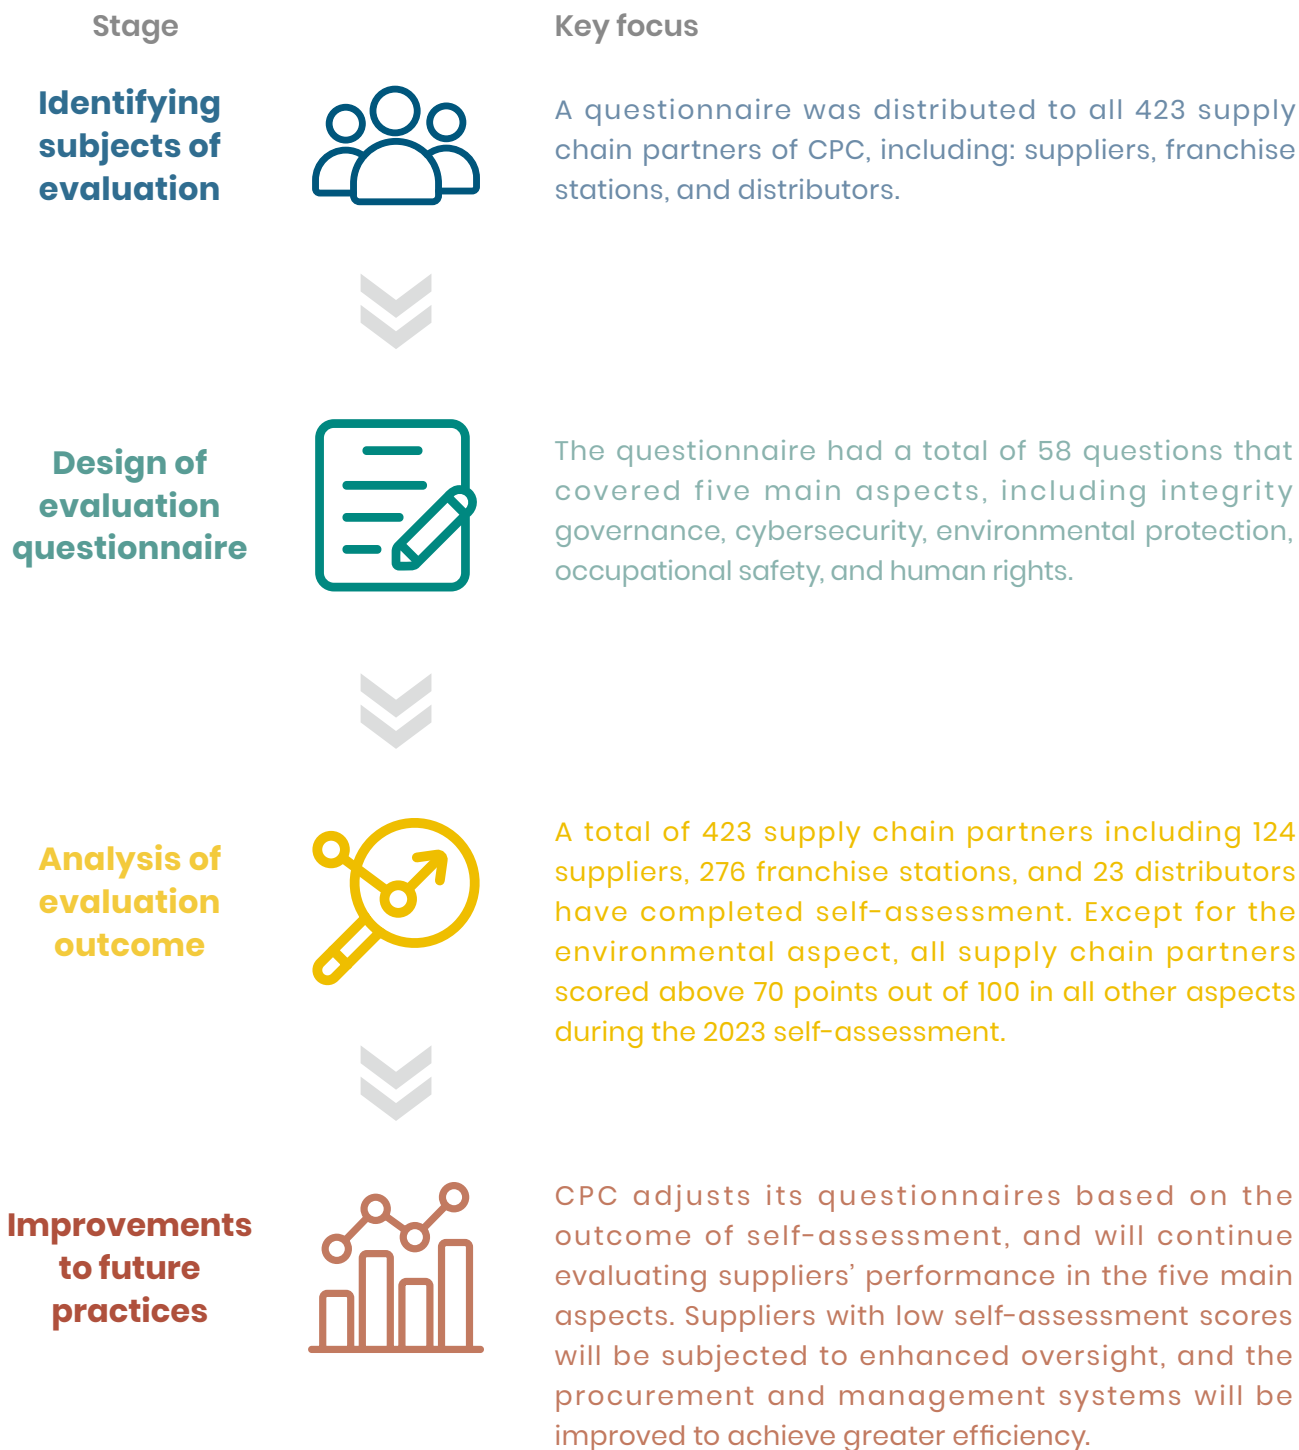 Stage
Key focus
Identifying
subjects of
evaluation
A questionnaire was distributed to all 423 supply
chain partners of CPC, including: suppliers, franchise
stations, and distributors.
Design of
evaluation
questionnaire
The questionnaire had a total of 58 questions that
covered five main aspects, including integrity
governance, cybersecurity, environmental protection,
occupational safety, and human rights.
Analysis of
evaluation
outcome
A total of 423 supply chain partners including 124
suppliers, 276 franchise stations, and 23 distributors
have completed self-assessment. Except for the
environmental aspect, all supply chain partners
scored above 70 points out of 100 in all other aspects
during the 2023 self-assessment.
Improvements
to future
practices
CPC adjusts its questionnaires based on the
outcome of self-assessment, and will continue
evaluating suppliers’ performance in the five main
aspects. Suppliers with low self-assessment scores
will be subjected to enhanced oversight, and the
procurement and management systems will be
improved to achieve greater efficiency.